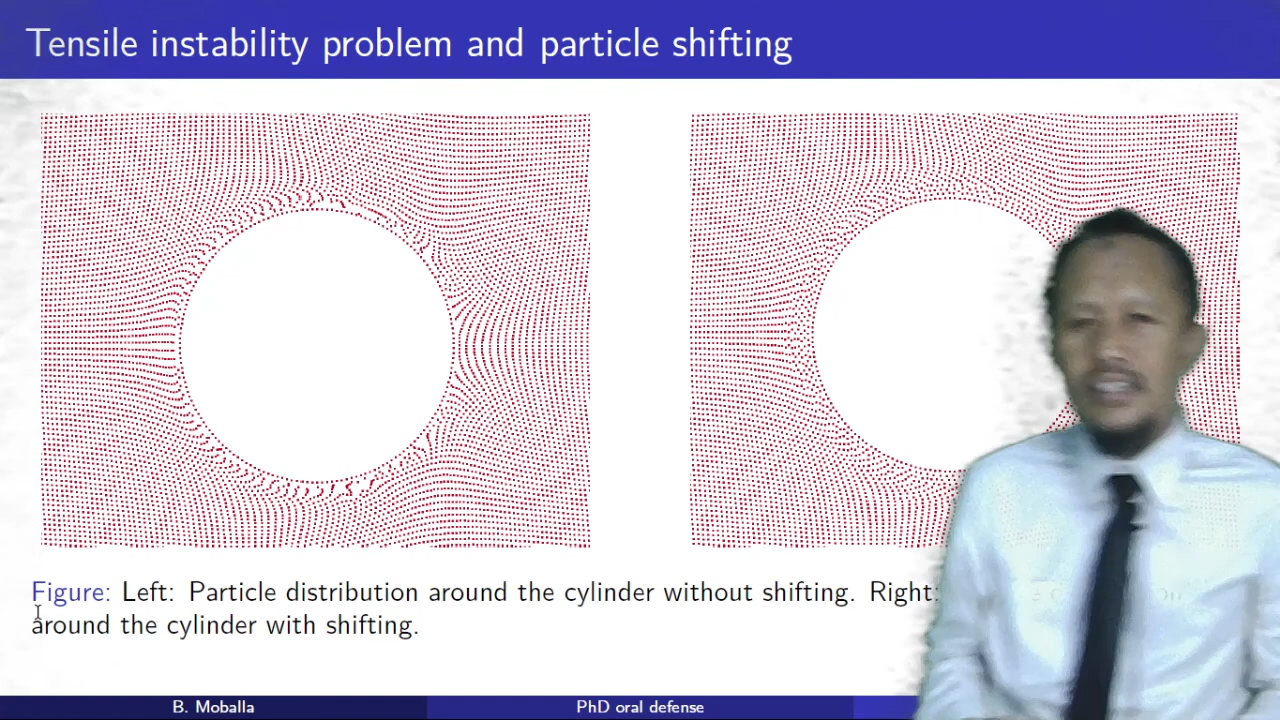 Tensile instability problem and particle shifting
Figure: Left: Particle distribution around the cylinder without shifting. Right:
around the cylinder with shifting.
B. Moballa PhD oral defense